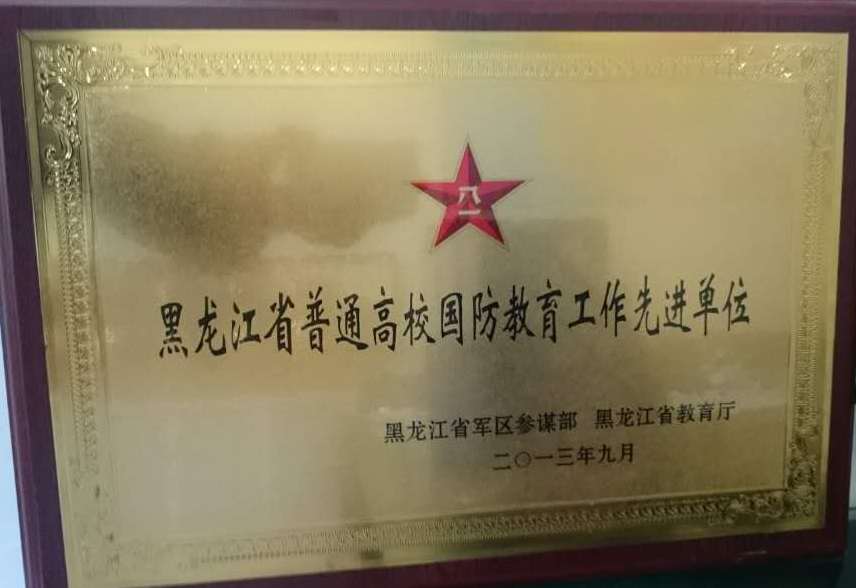 八一
黑龙江省普通高校国防教育工作先进单位
黑龙江省军区参谋部 黑龙江省教育厅
二〇一三年九月